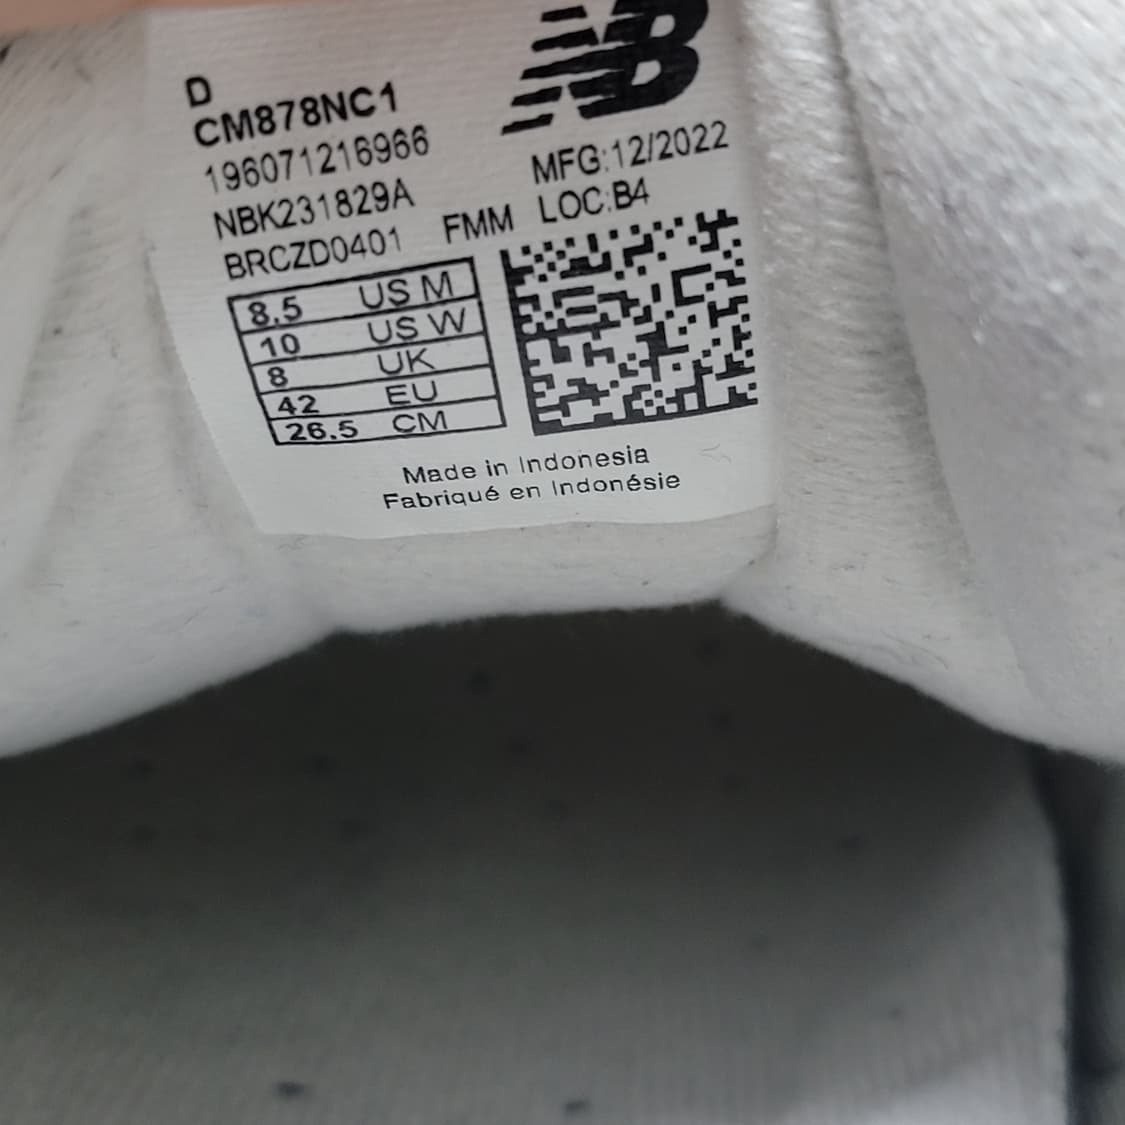 NB
D
CM878NC1
196071216966
MFG:12/2022
NBK231829A
LOC:B4
BRCZD0401 FMM
8.5 US M
10 US W
8 UK
42 EU
26.5 CM
Made in Indonesia
Fabriqué en Indonésie